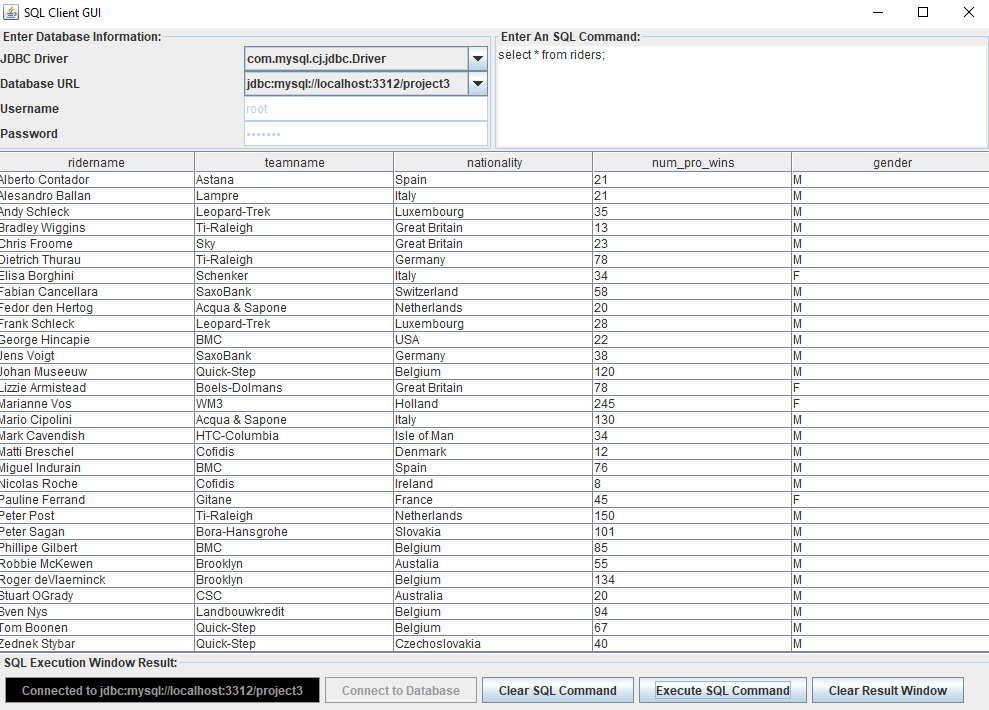 SQL Client GUI
Enter Database Information:
JDBC Driver com.mysql.cj.jdbc.Driver
Database URL jdbc:mysql://localhost:3312/project3
Username root
Password •••••••
Enter An SQL Command:
select * from riders;
ridername teamname nationality num_pro_wins gender
Alberto Contador Astana Spain 21 M
Alesandro Ballan Lampre Italy 21 M
Andy Schleck Leopard-Trek Luxembourg 35 M
Bradley Wiggins Ti-Raleigh Great Britain 13 M
Chris Froome Sky Great Britain 23 M
Dietrich Thurau Ti-Raleigh Germany 78 M
Elisa Borghini Schenker Italy 34 F
Fabian Cancellara SaxoBank Switzerland 58 M
Fedor den Hertog Acqua & Sapone Netherlands 20 M
Frank Schleck Leopard-Trek Luxembourg 28 M
George Hincapie BMC USA 22 M
Jens Voigt SaxoBank Germany 38 M
Johan Museeuw Quick-Step Belgium 120 M
Lizzie Armistead Boels-Dolmans Great Britain 78 F
Marianne Vos WM3 Holland 245 F
Mario Cipolini Acqua & Sapone Italy 130 M
Mark Cavendish HTC-Columbia Isle of Man 34 M
Matti Breschel Cofidis Denmark 12 M
Miguel Indurain BMC Spain 76 M
Nicolas Roche Cofidis Ireland 8 M
Pauline Ferrand Gitane France 45 F
Peter Post Ti-Raleigh Netherlands 150 M
Peter Sagan Bora-Hansgrohe Slovakia 101 M
Phillipe Gilbert BMC Belgium 85 M
Robbie McKewen Brooklyn Austalia 55 M
Roger deVlaeminck Brooklyn Belgium 134 M
Stuart OGrady CSC Australia 20 M
Sven Nys Landbouwkredit Belgium 94 M
Tom Boonen Quick-Step Belgium 67 M
Zednek Stybar Quick-Step Czechoslovakia 40 M
SQL Execution Window Result:
Connected to jdbc:mysql://localhost:3312/project3 Connect to Database Clear SQL Command Execute SQL Command Clear Result Window